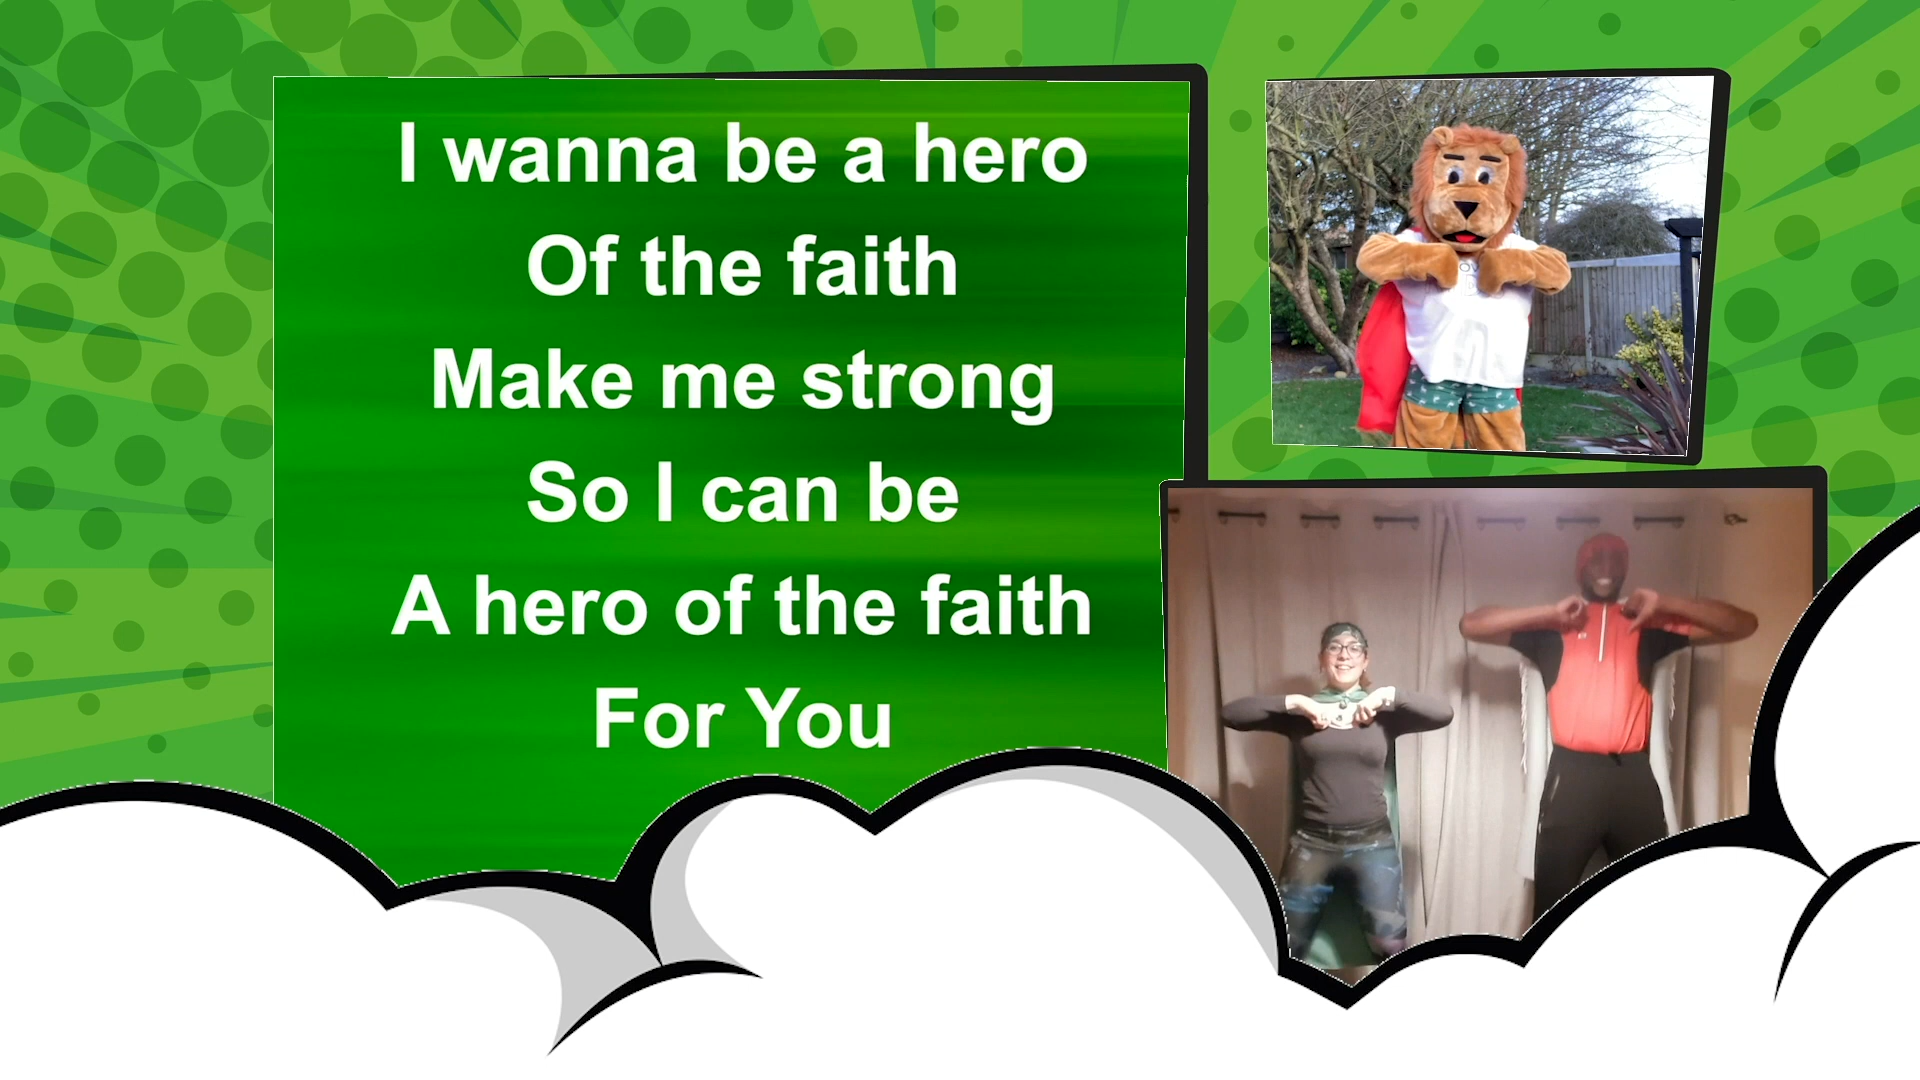 I wanna be a hero
Of the faith
Make me strong
So I can be
A hero of the faith
For You